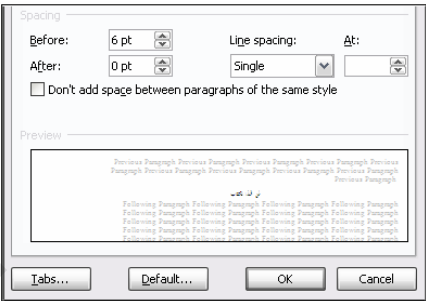 Spacing
Before: 6 pt Line spacing: At:
After: 0 pt Single
Don't add space between paragraphs of the same style
Preview
Previous Paragraph Previous Paragraph Previous Paragraph Previous Paragraph Previous
Paragraph Previous Paragraph Previous Paragraph Previous Paragraph Previous Paragraph
Previous Paragraph
Following Paragraph Following Paragraph Following Paragraph Following Paragraph
Following Paragraph Following Paragraph Following Paragraph Following Paragraph
Following Paragraph Following Paragraph Following Paragraph Following Paragraph
Following Paragraph Following Paragraph Following Paragraph Following Paragraph
Tabs... Default... OK Cancel